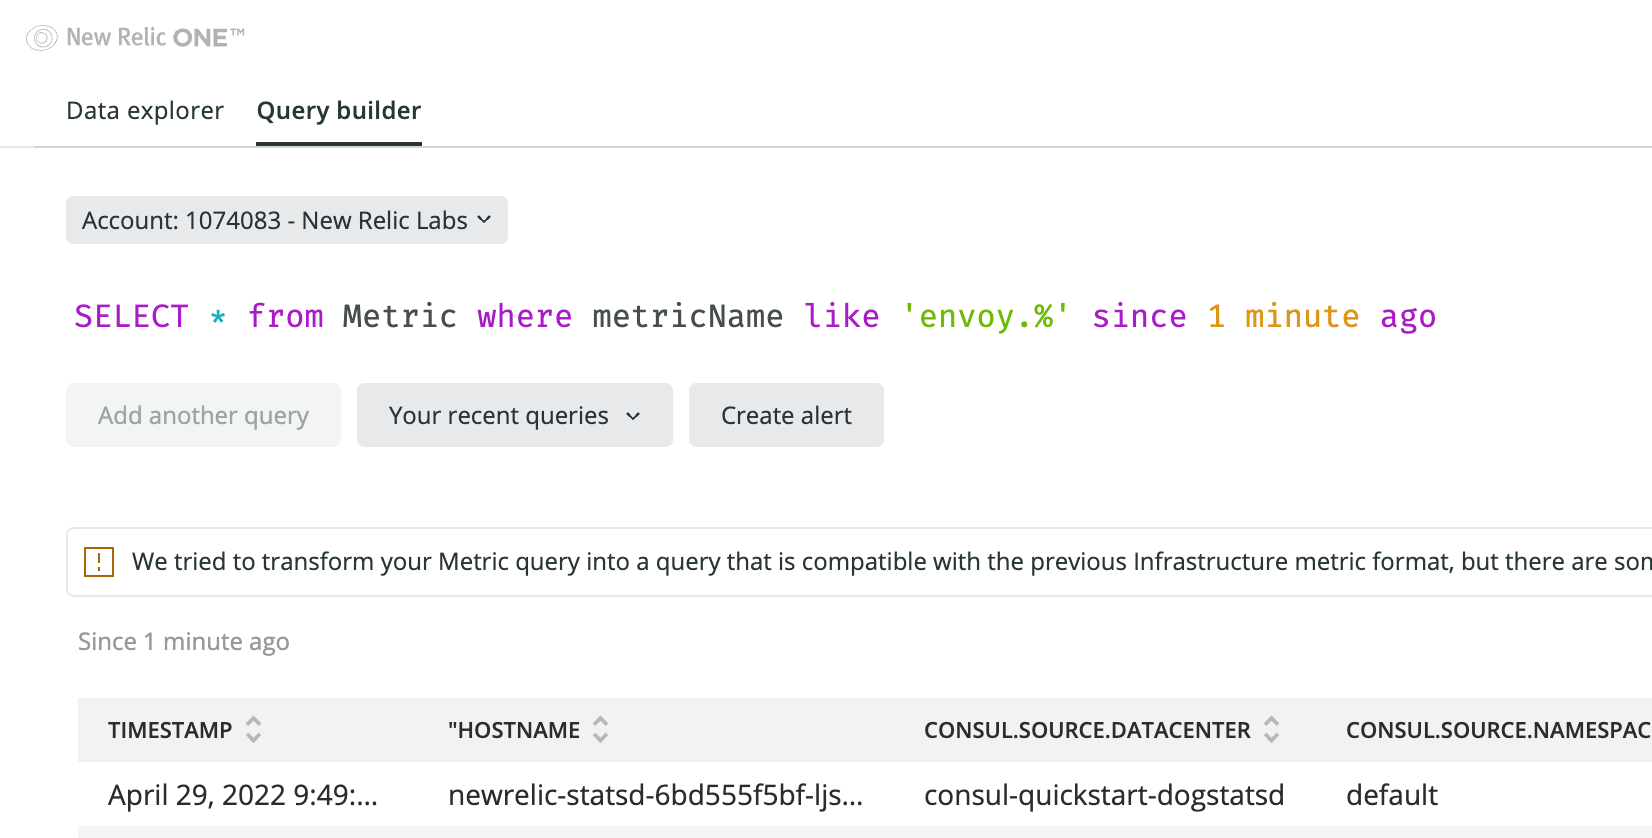 New Relic ONE™
Data explorer Query builder
Account: 1074083 - New Relic Labs
SELECT * from Metric where metricName like 'envoy.%' since 1 minute ago
Add another query Your recent queries Create alert
We tried to transform your Metric query into a query that is compatible with the previous Infrastructure metric format, but there are som
Since 1 minute ago
TIMESTAMP "HOSTNAME CONSUL.SOURCE.DATACENTER CONSUL.SOURCE.NAMESPAC
April 29, 2022 9:49:... newrelic-statsd-6bd555f5bf-ljs... consul-quickstart-dogstatsd default